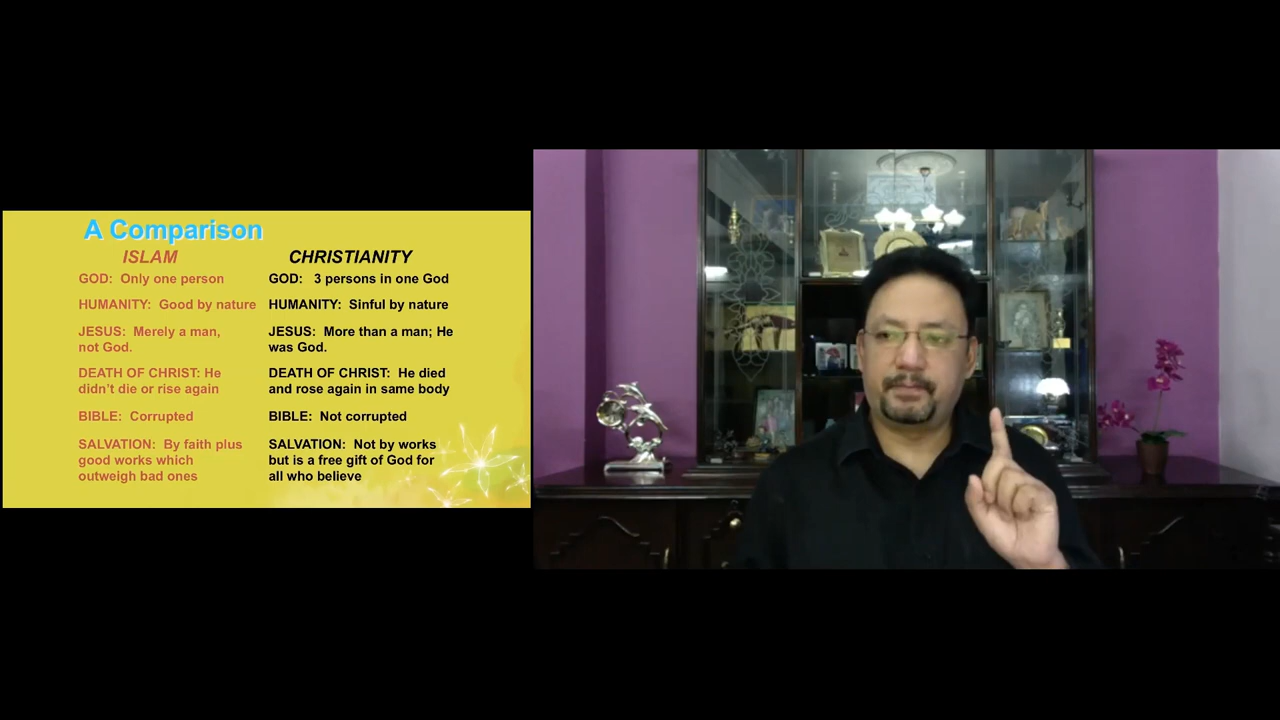 A Comparison
ISLAM
CHRISTIANITY
GOD: Only one person
GOD: 3 persons in one God
HUMANITY: Good by nature
HUMANITY: Sinful by nature
JESUS: Merely a man,
not God.
JESUS: More than a man; He
was God.
DEATH OF CHRIST: He
didn't die or rise again
DEATH OF CHRIST: He died
and rose again in same body
BIBLE: Corrupted
BIBLE: Not corrupted
SALVATION: By faith plus
good works which
outweigh bad ones
SALVATION: Not by works
but is a free gift of God for
all who believe